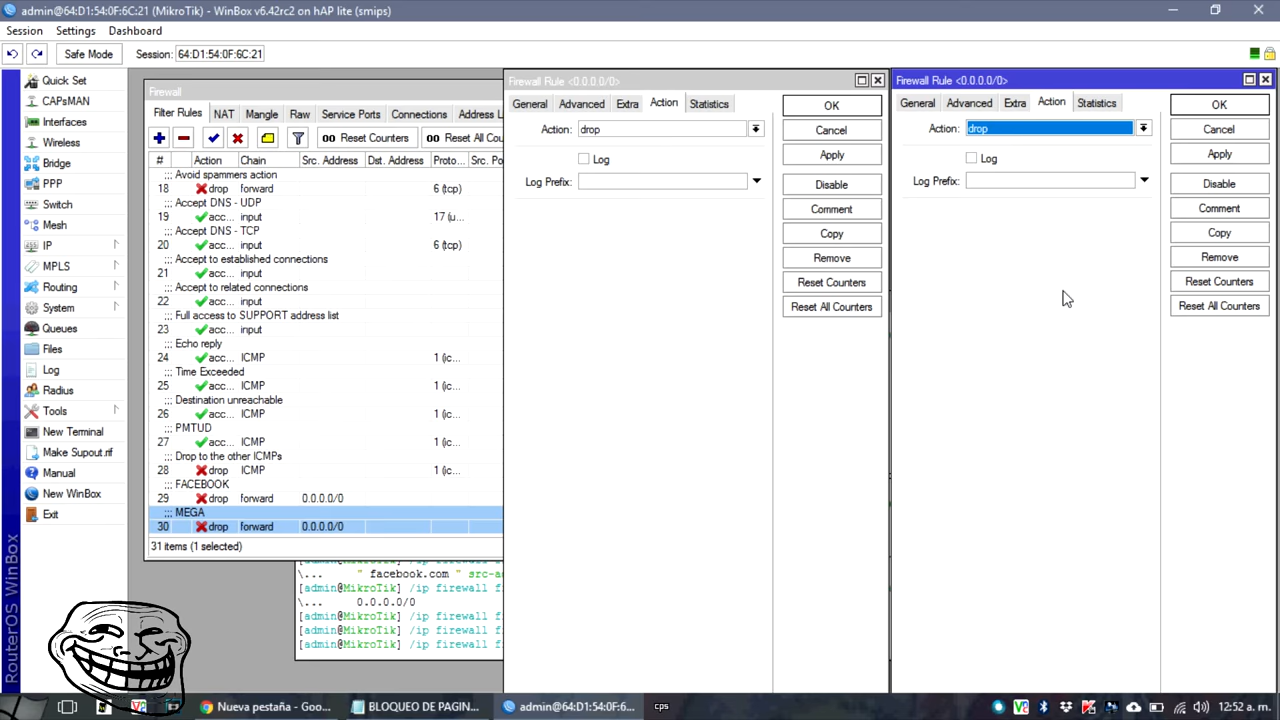 admin@64:D1:54:0F:6C:21 (MikroTik) - WinBox v6.42rc2 on hAP lite (smips)
Session Settings Dashboard
Safe Mode Session: 64:D1:54:0F:6C:21
Quick Set
CAPsMAN
Interfaces
Wireless
Bridge
PPP
Switch
Mesh
IP
MPLS
Routing
System
Queues
Files
Log
Radius
Tools
New Terminal
Make Supout.rif
Manual
New WinBox
Exit
RouterOS WinBox
Firewall
Filter Rules NAT Mangle Raw Service Ports Connections Address L
Reset Counters 00 Reset All Cou
# Action Chain Src. Address Dst. Address Proto... Src. Po
;;; Avoid spammers action
18 drop forward 6 (tcp)
;;; Accept DNS - UDP
19 acc... input 17 (u...
;;; Accept DNS - TCP
20 acc... input 6 (tcp)
;;; Accept to established connections
21 acc... input
;;; Accept to related connections
22 acc... input
;;; Full access to SUPPORT address list
23 acc... input
;;; Echo reply
24 acc... ICMP 1 (ic...
;;; Time Exceeded
25 acc... ICMP 1 (ic...
;;; Destination unreachable
26 acc... ICMP 1 (ic...
;;; PMTUD
27 acc... ICMP 1 (ic...
;;; Drop to the other ICMPs
28 drop ICMP 1 (ic...
;;; FACEBOOK
29 drop forward 0.0.0.0/0
;;; MEGA
30 drop forward 0.0.0.0/0
31 items (1 selected)
\... " facebook.com " src-a
[admin@MikroTik] /ip firewall f
\... 0.0.0.0/0
[admin@MikroTik] /ip firewall f
[admin@MikroTik] /ip firewall f
[admin@MikroTik] /ip firewall f
Firewall Rule <0.0.0.0/0>
General Advanced Extra Action Statistics
Action: drop
Log
Log Prefix:
OK
Cancel
Apply
Disable
Comment
Copy
Remove
Reset Counters
Reset All Counters
Firewall Rule <0.0.0.0/0>
General Advanced Extra Action Statistics
Action: drop
Log
Log Prefix:
OK
Cancel
Apply
Disable
Comment
Copy
Remove
Reset Counters
Reset All Counters
Nueva pestaña - Goo... BLOQUEO DE PAGIN... admin@64:D1:54:0F:6... cps 12:52 a. m.